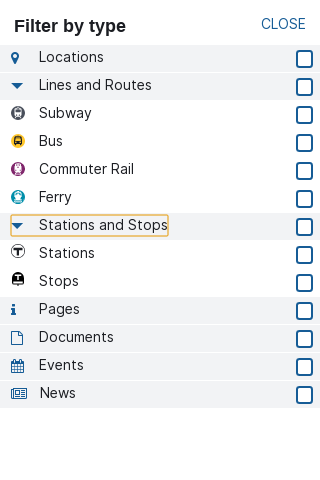 Filter by type
CLOSE
Locations
Lines and Routes
Subway
Bus
Commuter Rail
Ferry
Stations and Stops
Stations
Stops
Pages
Documents
Events
News